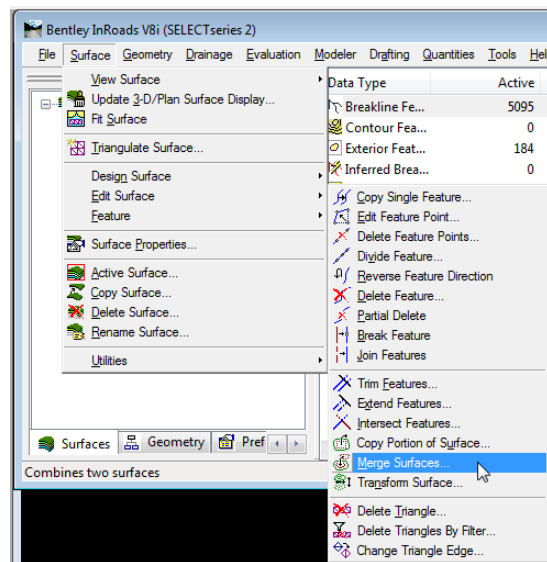 Bentley InRoads V8i (SELECTseries 2)
File Surface Geometry Drainage Evaluation Modeler Drafting Quantities Tools Hel
View Surface
Update 3-D/Plan Surface Display...
Fit Surface
Triangulate Surface...
Design Surface
Edit Surface
Feature
Surface Properties...
Active Surface...
Copy Surface...
Delete Surface...
Rename Surface...
Utilities
Data Type Active
Breakline Fe... 5095
Contour Fea... 0
Exterior Feat... 184
Inferred Brea... 0
Copy Single Feature...
Edit Feature Point...
Delete Feature Points...
Divide Feature...
Reverse Feature Direction
Delete Feature...
Partial Delete
Break Feature
Join Features
Trim Features...
Extend Features...
Intersect Features...
Copy Portion of Surface...
Merge Surfaces...
Transform Surface...
Delete Triangle...
Delete Triangles By Filter...
Change Triangle Edge...
Surfaces Geometry Pref
Combines two surfaces